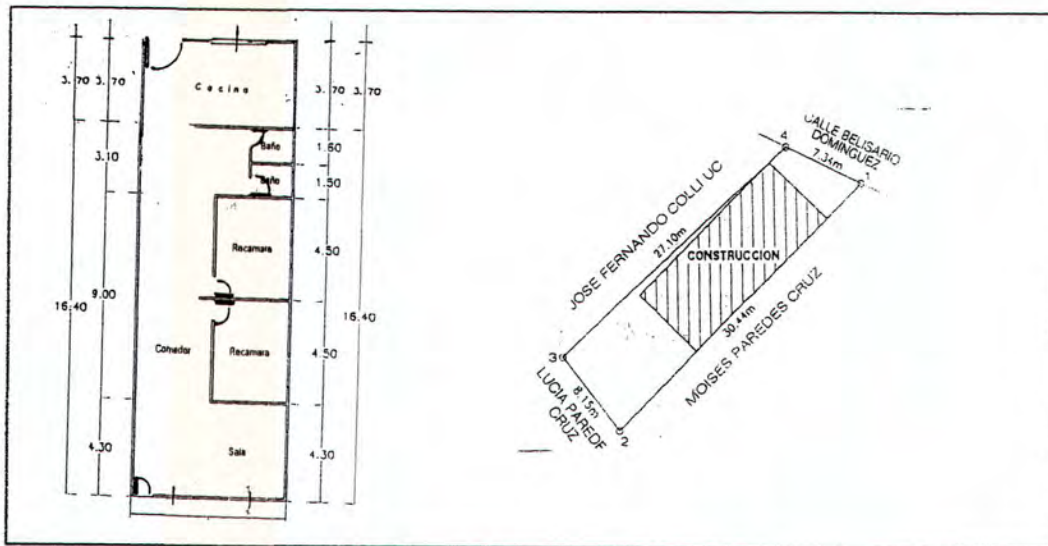 3.70 3.70
3.10
9.00
16.40
4.30
Cocina
Baño
Baño
Recamara
Recamara
Comedor
Sala
3.70 3.70
1.60
1.50
4.50
16.40
4.50
4.30
CALLE BELISARIO
DOMINGUEZ
4
7.34m
1
JOSE FERNANDO COLLI UC
27.10m
CONSTRUCCION
30.44m
MOISES PAREDES CRUZ
3
8.15m
LUCIA PAREDE
CRUZ
2